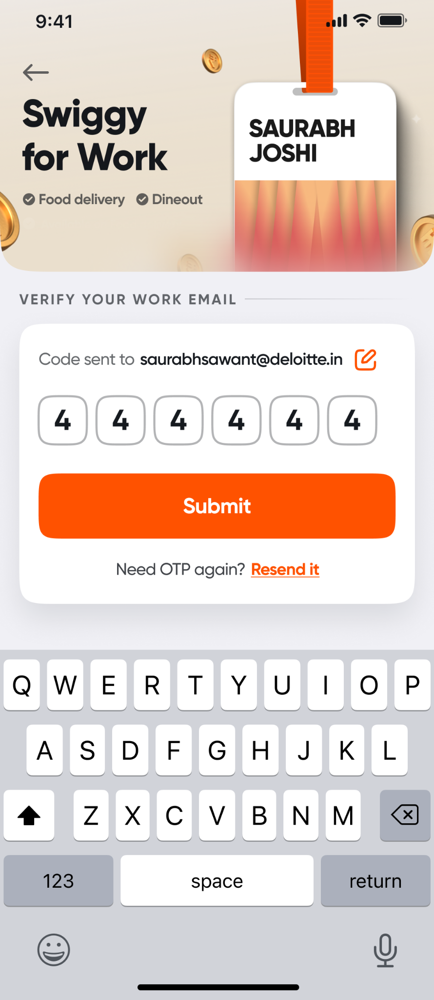 9:41
Swiggy
for Work
Food delivery
Dineout
SAURABH
JOSHI
VERIFY YOUR WORK EMAIL
Code sent to saurabhsawant@deloitte.in
4 4 4 4 4 4
Submit
Need OTP again? Resend it
Q W E R T Y U I O P
A S D F G H J K L
Z X C V B N M
123 space return